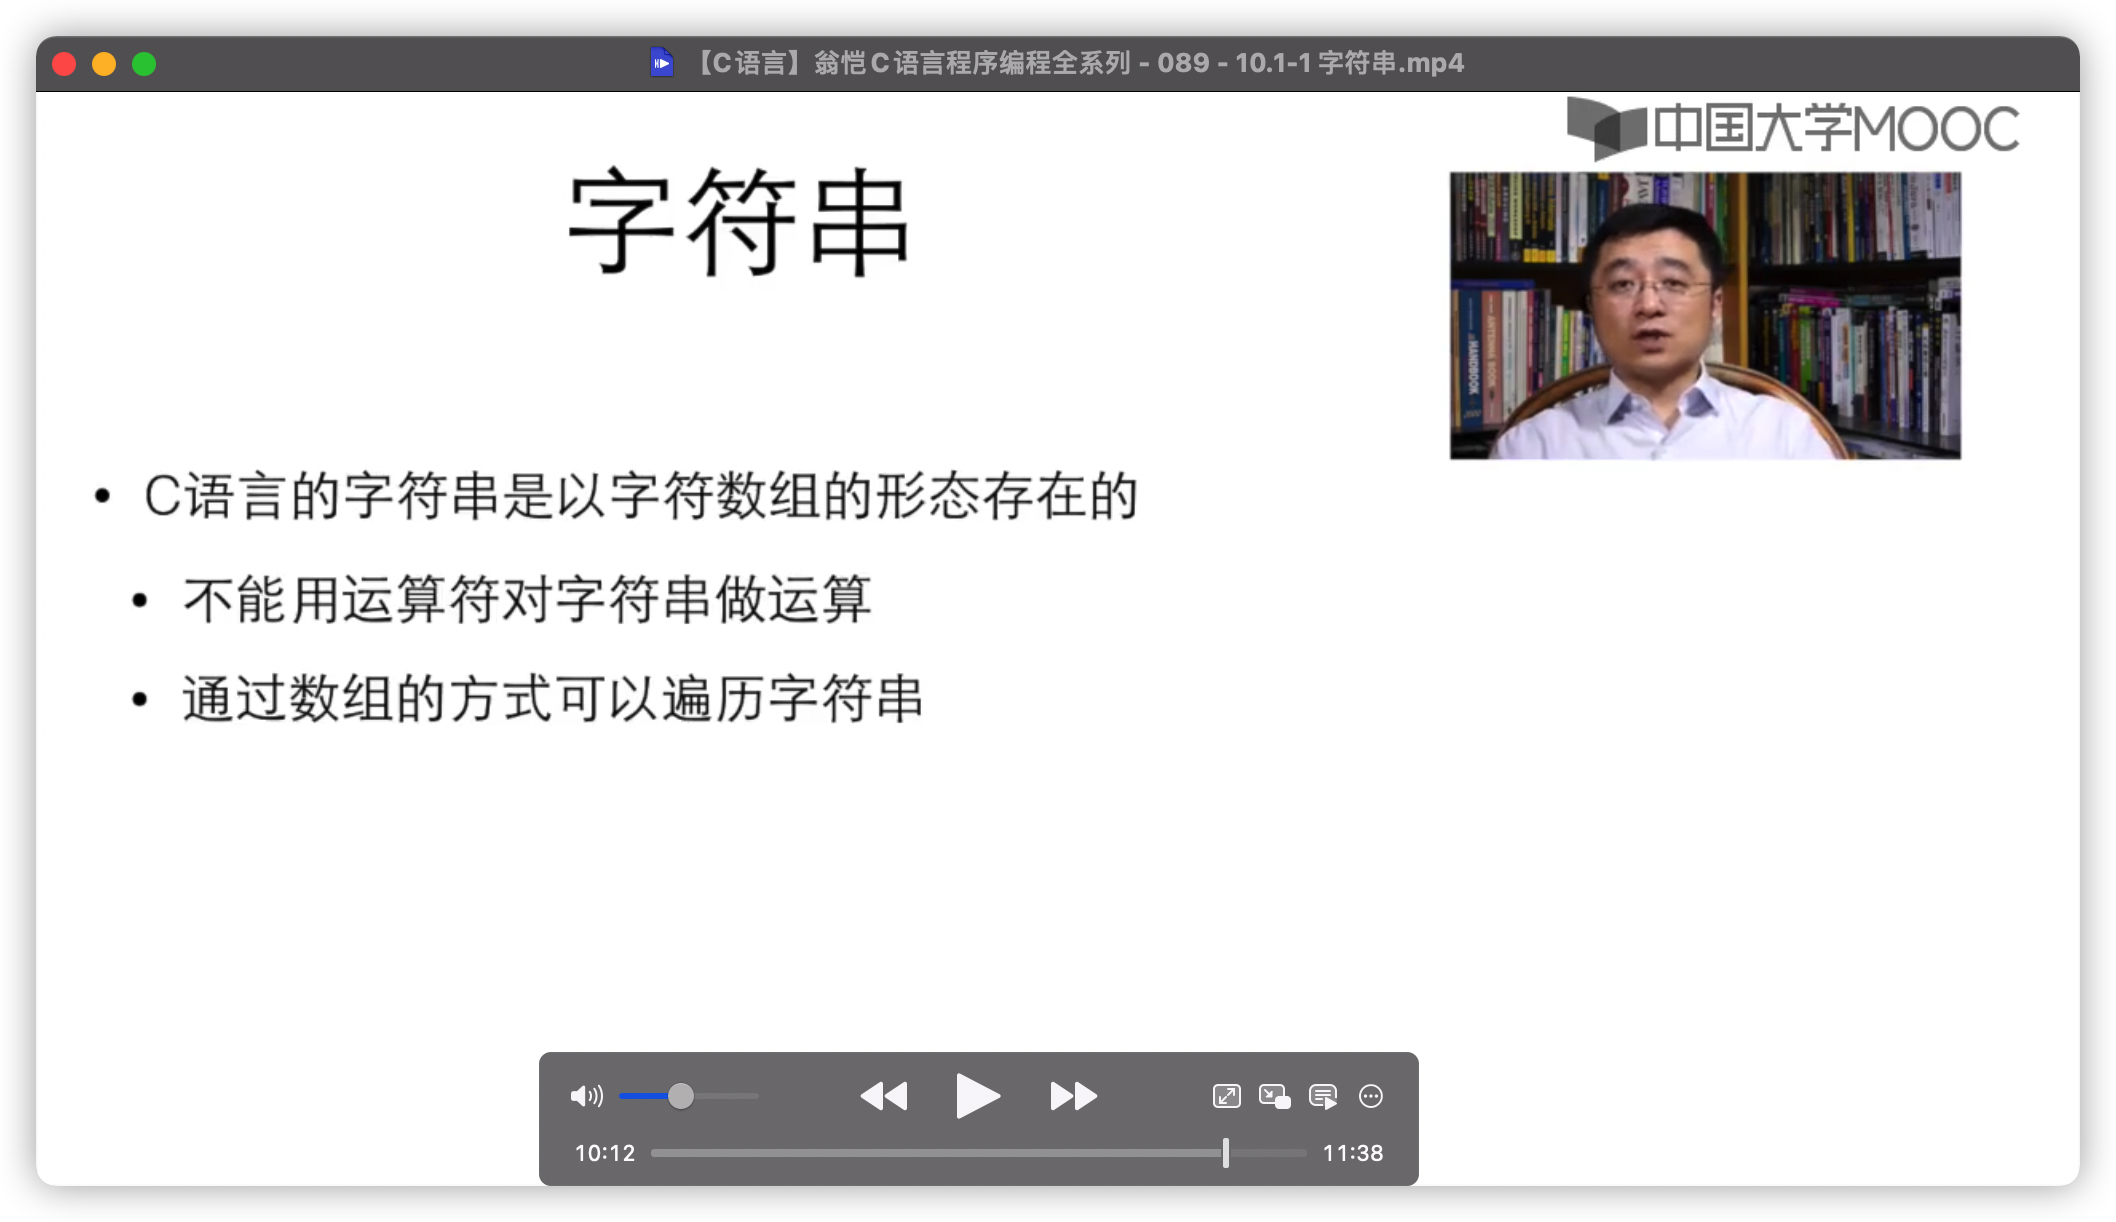 【C语言】翁恺C语言程序编程全系列 - 089 - 10.1-1 字符串.mp4
中国大学MOOC
字符串
HANDBOOK
ANTENNA BOOK
• C语言的字符串是以字符数组的形态存在的
• 不能用运算符对字符串做运算
• 通过数组的方式可以遍历字符串
10:12
11:38